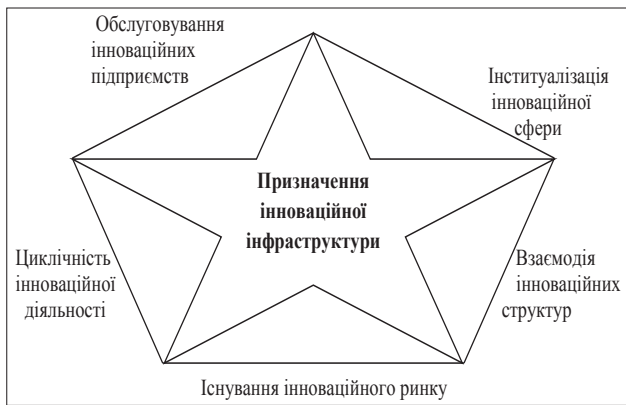 Обслуговування
інноваційних
підприємств
Інституалізація
інноваційної
сфери
Призначення
інноваційної
інфраструктури
Циклічність
інноваційної
діяльності
Взаємодія
інноваційних
структур
Існування інноваційного ринку